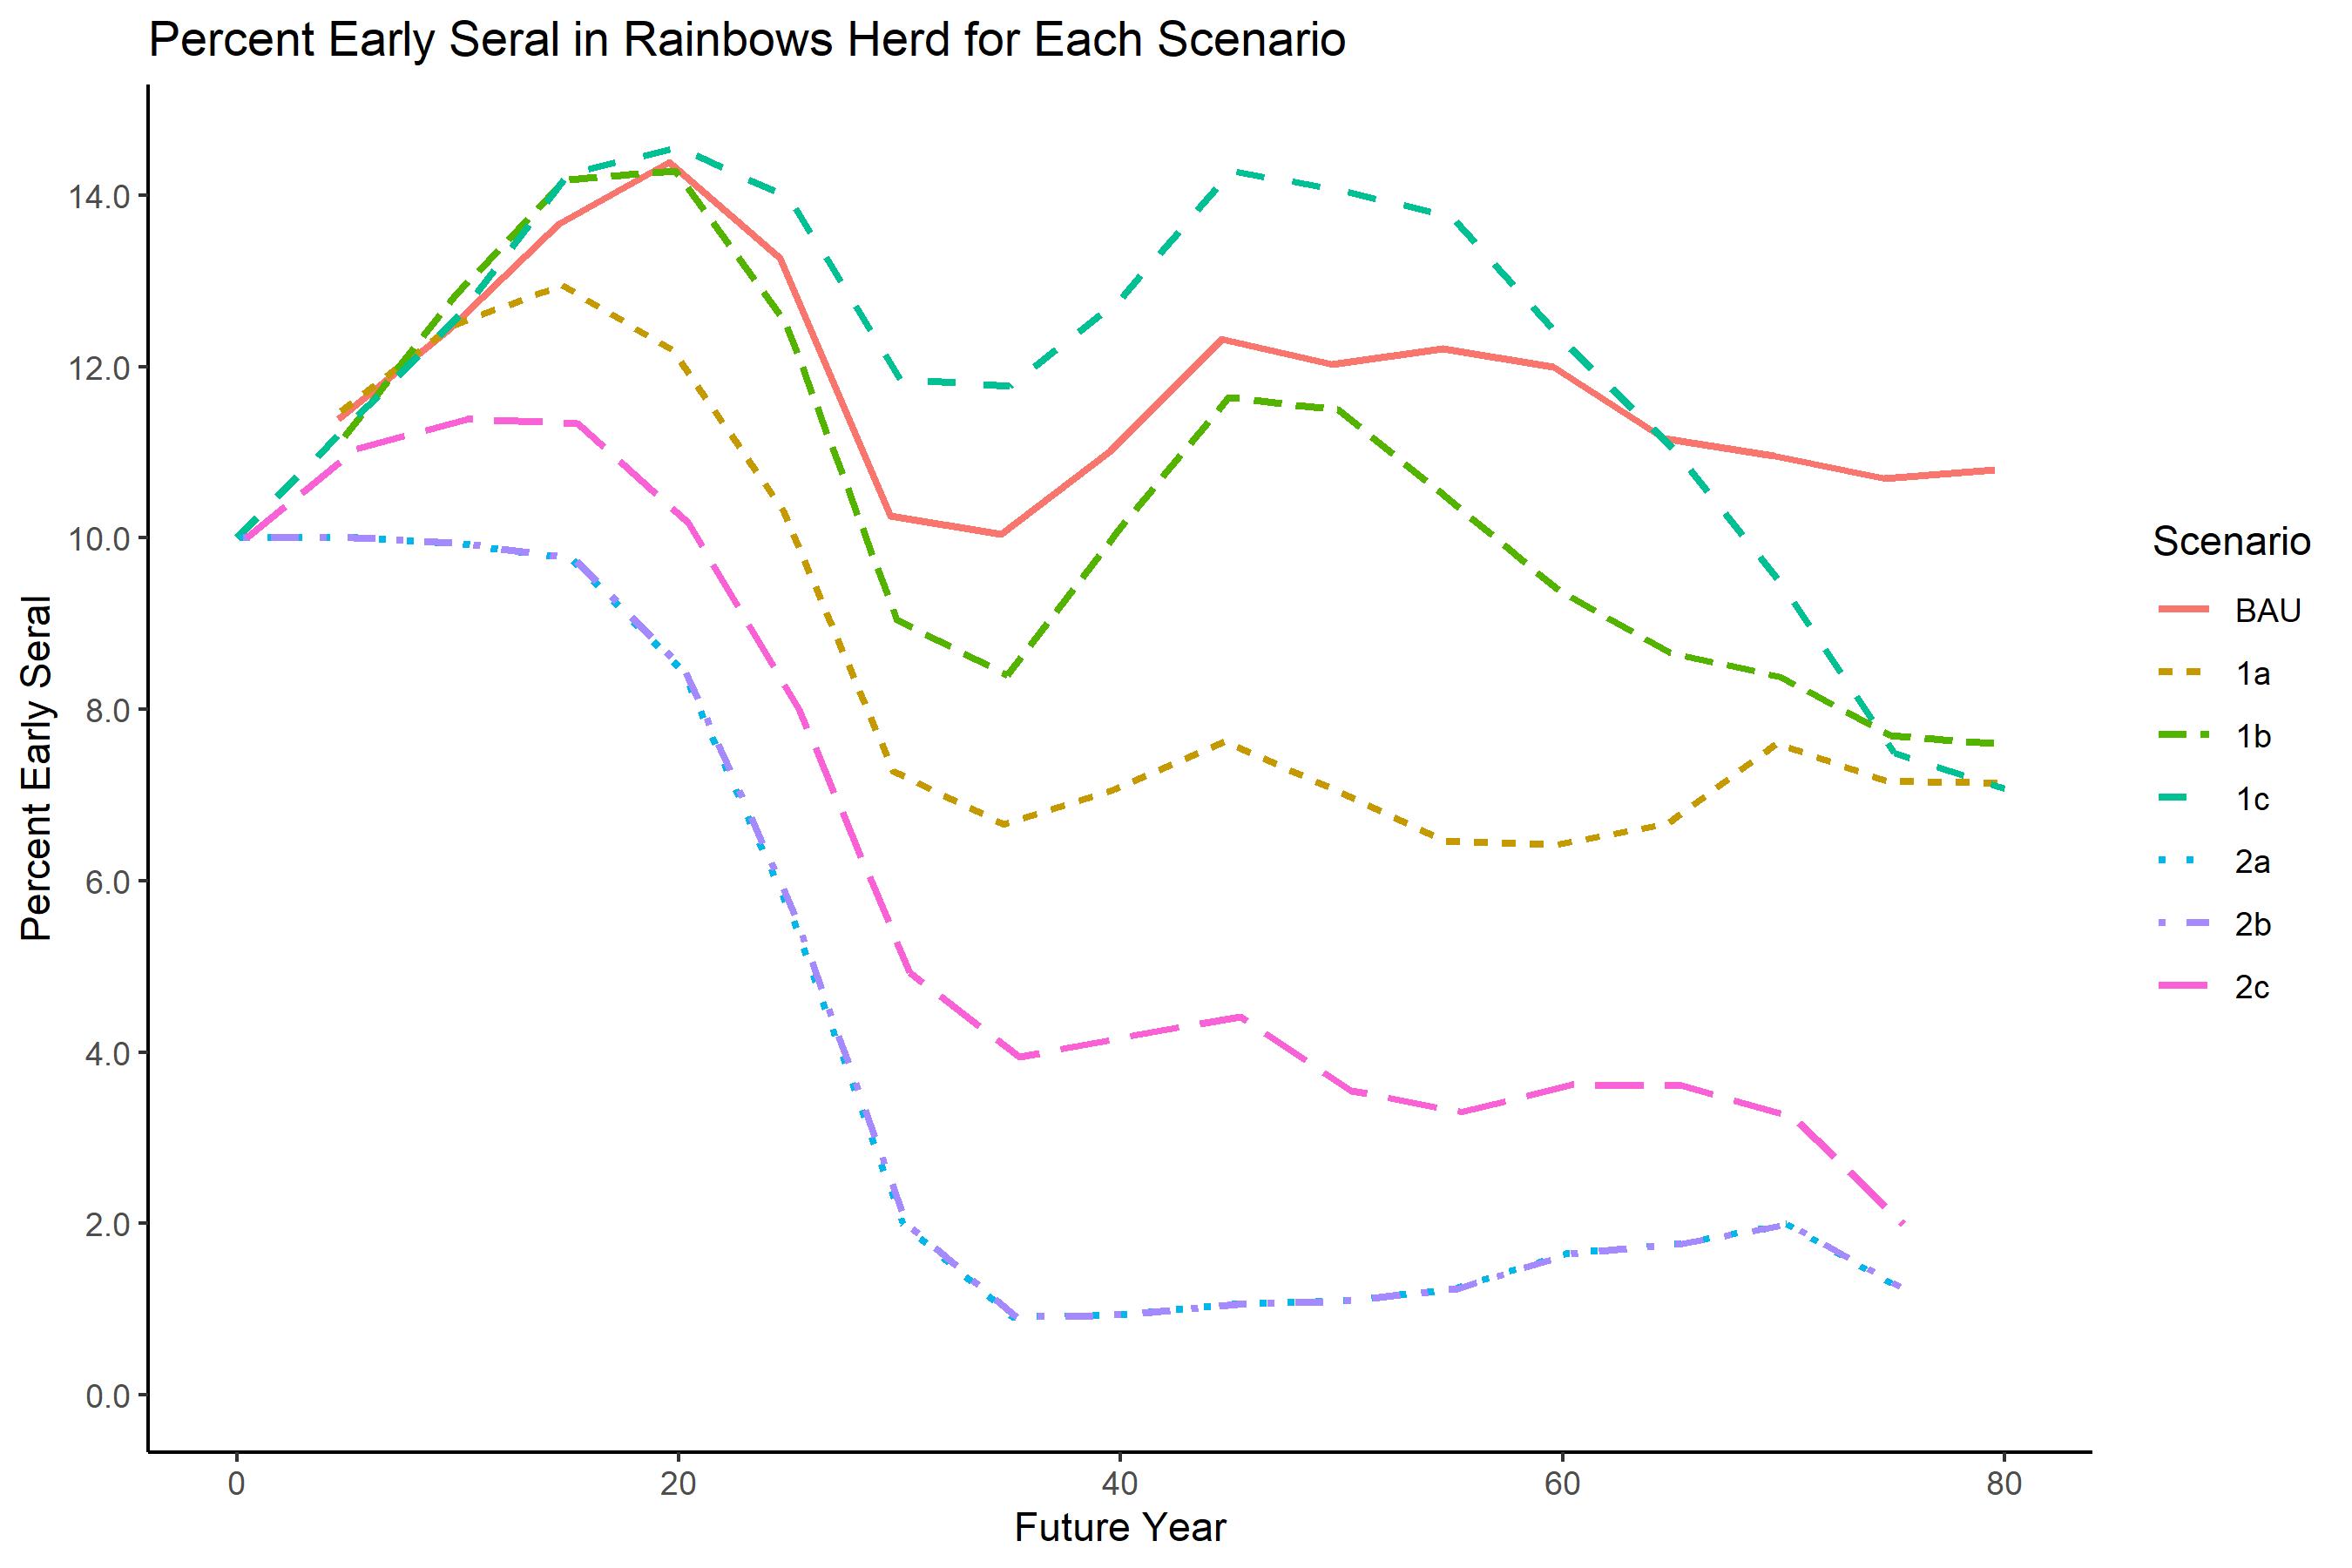 Percent Early Seral in Rainbows Herd for Each Scenario
14.0
12.0
10.0
8.0
6.0
4.0
2.0
0.0
Percent Early Seral
0 20 40 60 80
Future Year
Scenario
BAU
1a
1b
1c
2a
2b
2c